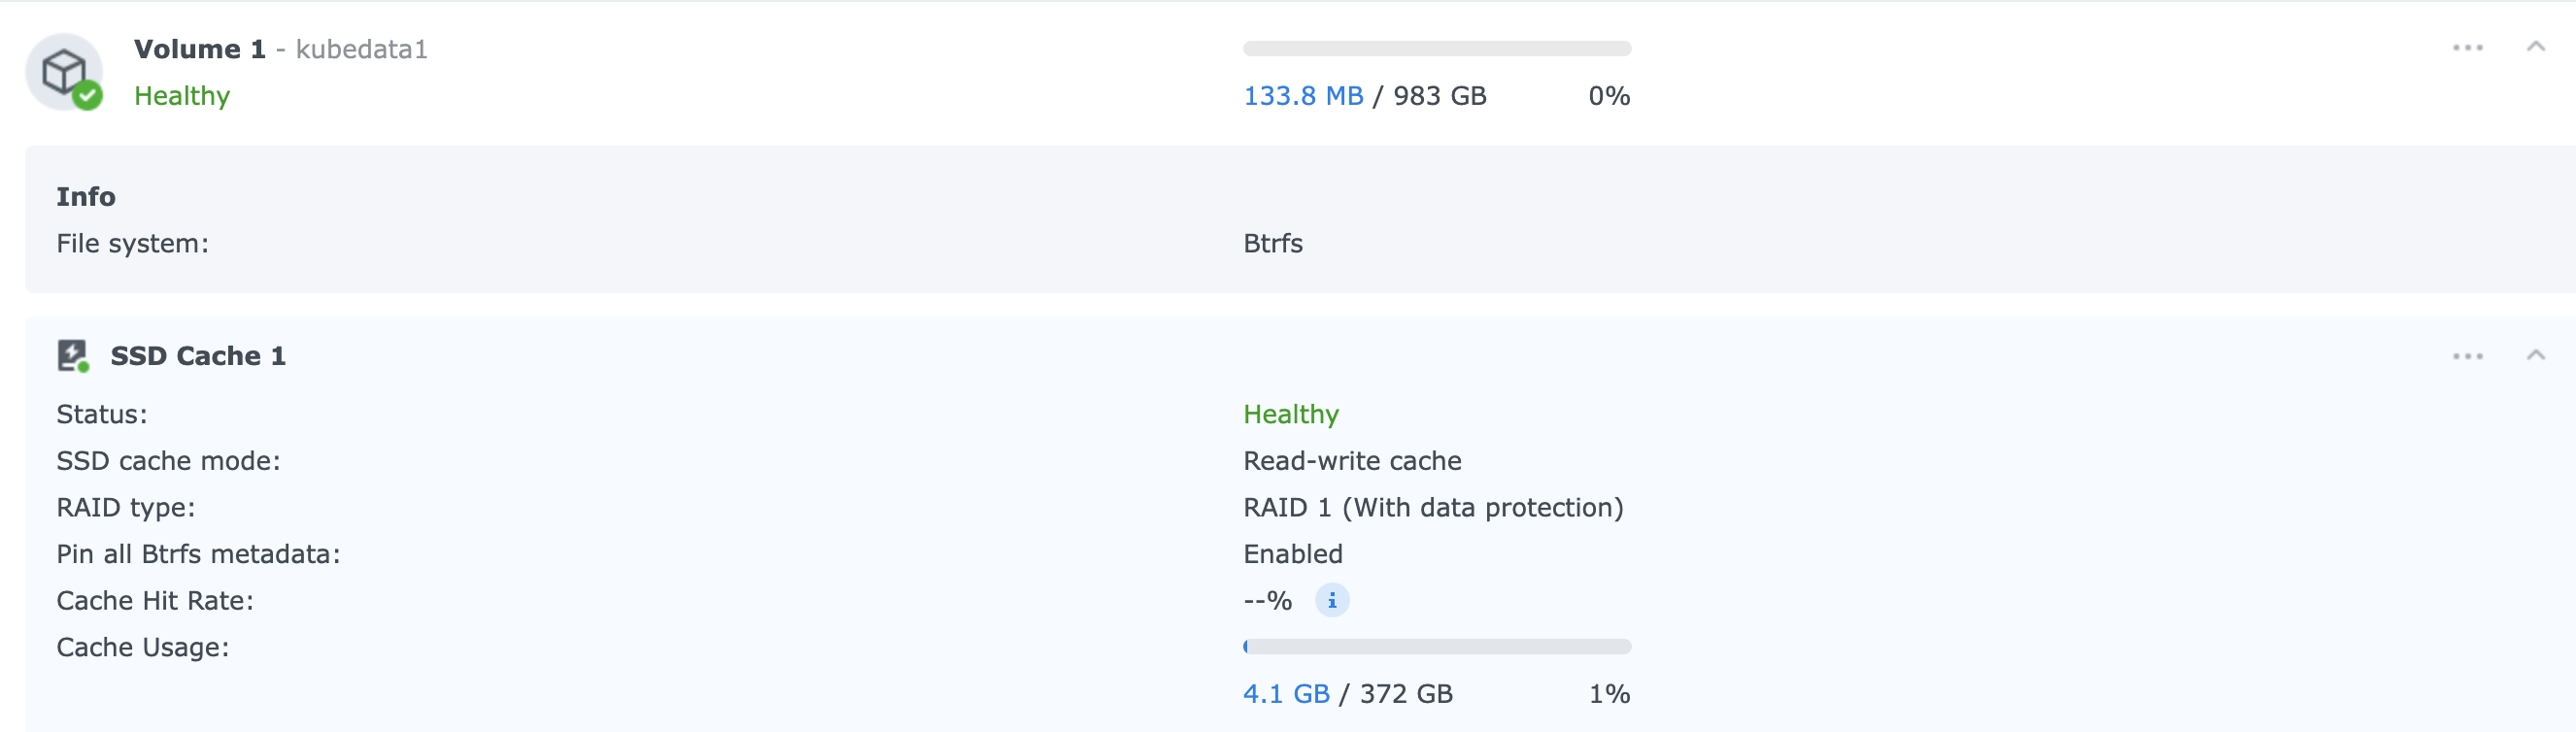 Volume 1 - kubedata1
Healthy
133.8 MB / 983 GB 0%
Info
File system: Btrfs
SSD Cache 1
Status: Healthy
SSD cache mode: Read-write cache
RAID type: RAID 1 (With data protection)
Pin all Btrfs metadata: Enabled
Cache Hit Rate: --% i
Cache Usage:
4.1 GB / 372 GB 1%